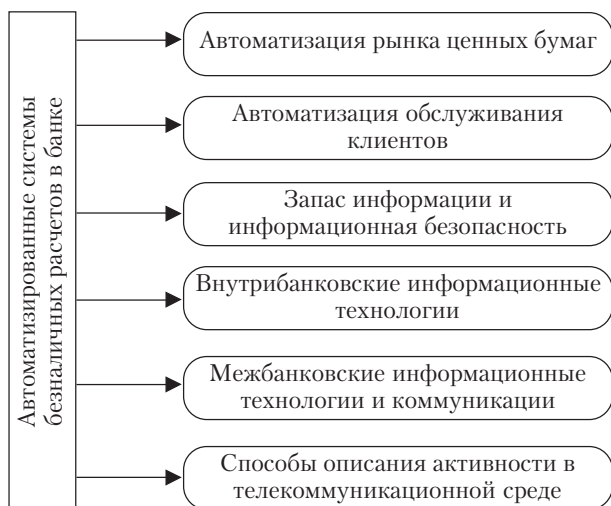 Автоматизированные системы
безналичных расчетов в банке
Автоматизация рынка ценных бумаг
Автоматизация обслуживания
клиентов
Запас информации и
информационная безопасность
Внутрибанковские информационные
технологии
Межбанковские информационные
технологии и коммуникации
Способы описания активности в
телекоммуникационной среде